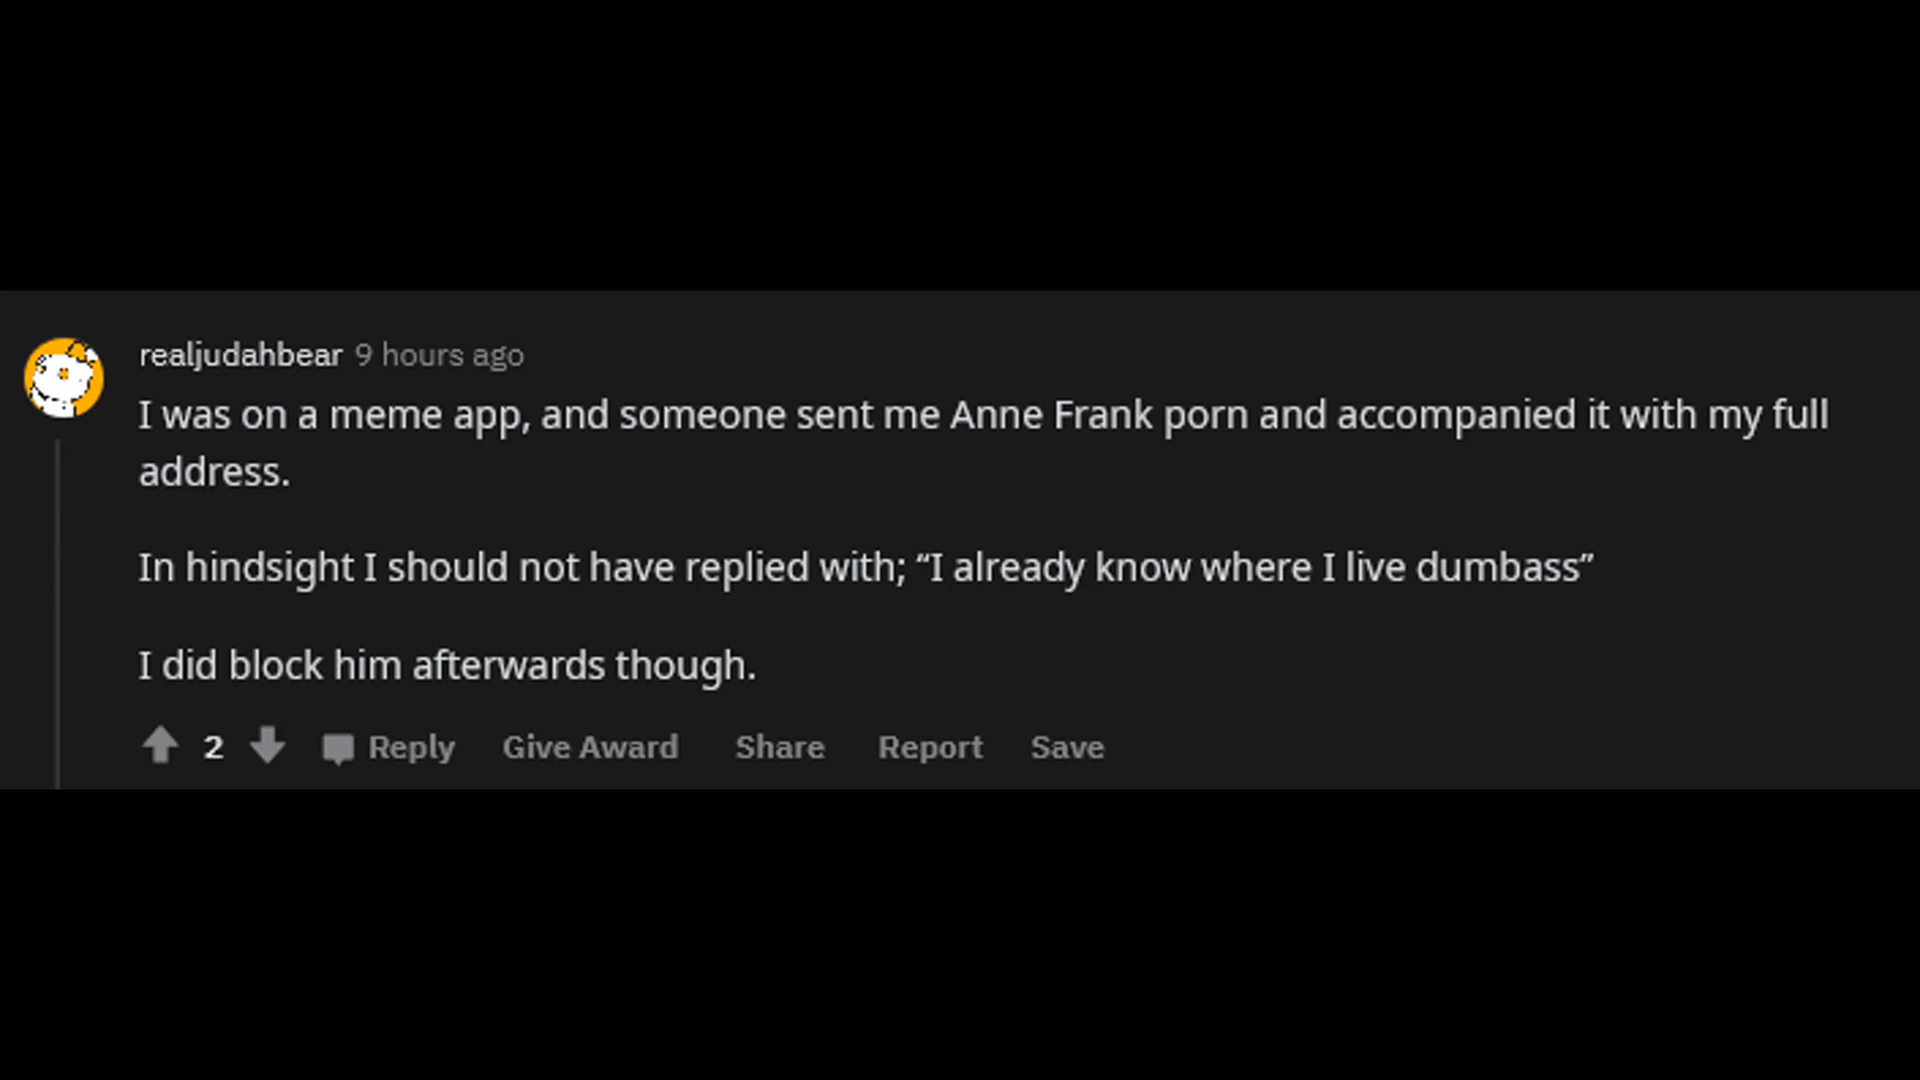 realjudahbear 9 hours ago
I was on a meme app, and someone sent me Anne Frank porn and accompanied it with my full
address.
In hindsight I should not have replied with; “I already know where I live dumbass”
I did block him afterwards though.
2 Reply Give Award Share Report Save